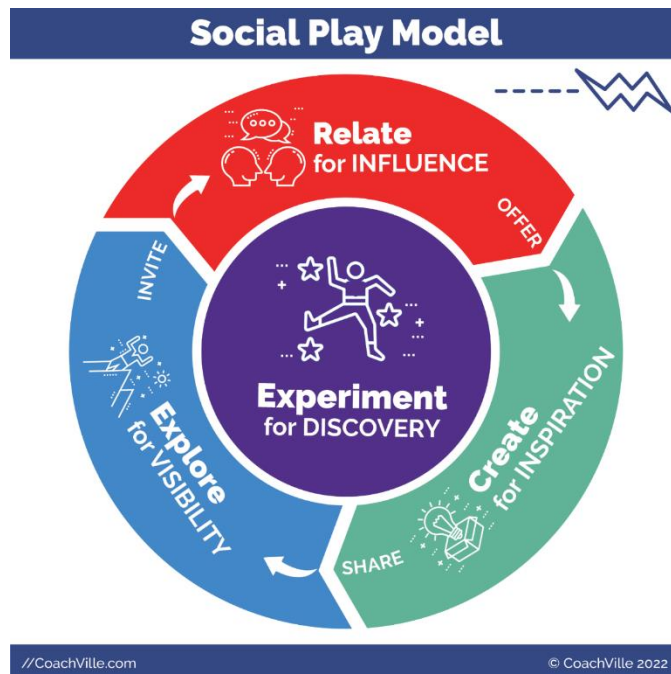 Social Play Model
Relate
for INFLUENCE
OFFER
Create
for INSPIRATION
SHARE
Explore
for VISIBILITY
INVITE
Experiment
for DISCOVERY
//CoachVille.com
© CoachVille 2022